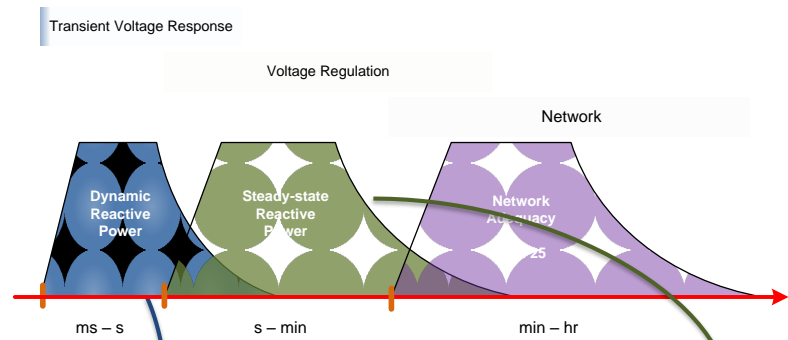 Transient Voltage Response
Voltage Regulation
Network
Dynamic
Reactive
Power
Steady-state
Reactive
Power
Network
Adequacy
25
ms – s
s – min
min – hr